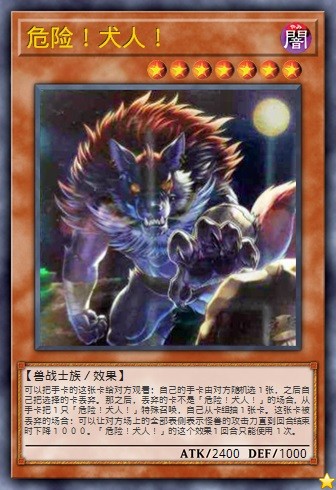 危险！犬人！
闇
【兽战士族／效果】
可以把手卡的这张卡给对方观看；自己的手卡由对方随机选1张，之后自己
把选择的卡丢弃。那之后，丢弃的卡不是「危险！犬人！」的场合，从
手卡把1只「危险！犬人！」特殊召唤，自己从卡组抽1张卡。这张卡被
丢弃的场合：可以让对方场上的全部表侧表示怪兽的攻击力直到回合结束
时下降1000。「危险！犬人！」的这个效果1回合只能使用1次。
ATK/2400 DEF/1000